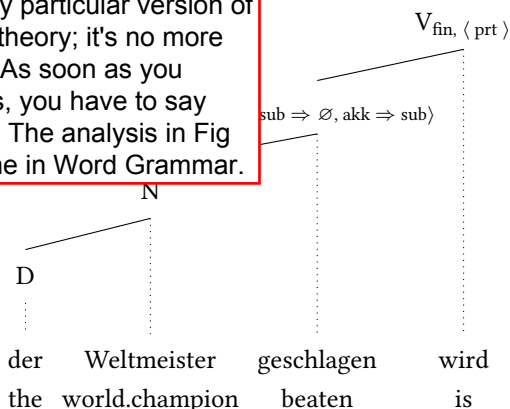 y particular version of
theory; it's no more
As soon as you
s, you have to say
The analysis in Fig
ne in Word Grammar.
V fin, ⟨ prt ⟩
sub ⇒ ∅, akk ⇒ sub⟩
N
D
der Weltmeister geschlagen wird
the world.champion beaten is